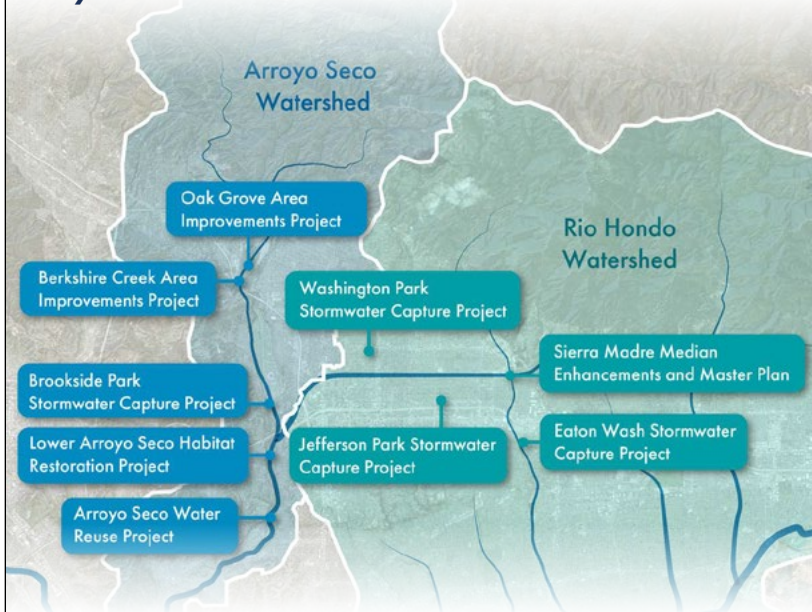 Arroyo Seco
Watershed
Oak Grove Area
Improvements Project
Berkshire Creek Area
Improvements Project
Rio Hondo
Watershed
Washington Park
Stormwater Capture Project
Sierra Madre Median
Enhancements and Master Plan
Brookside Park
Stormwater Capture Project
Lower Arroyo Seco Habitat
Restoration Project
Jefferson Park Stormwater
Capture Project
Eaton Wash Stormwater
Capture Project
Arroyo Seco Water
Reuse Project